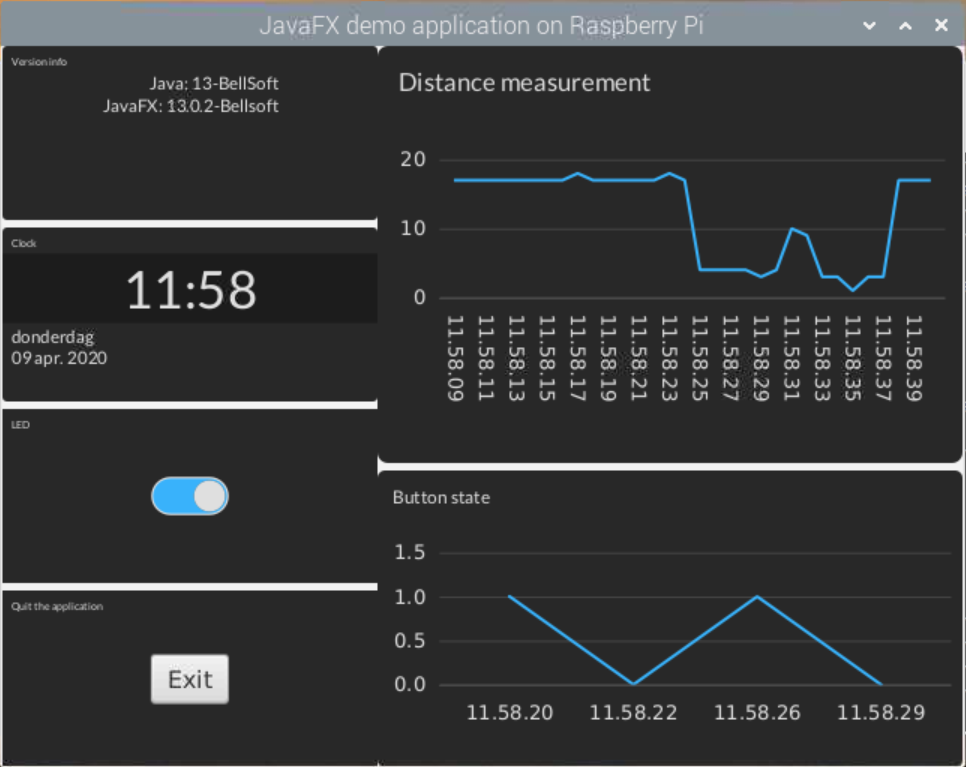 JavaFX demo application on Raspberry Pi
Version info
Java: 13-BellSoft
JavaFX: 13.0.2-Bellsoft
Clock
11:58
donderdag
09 apr. 2020
LED
Quit the application
Exit
Distance measurement
20
10
0
11.58.09
11.58.11
11.58.13
11.58.15
11.58.17
11.58.19
11.58.21
11.58.23
11.58.25
11.58.27
11.58.29
11.58.31
11.58.33
11.58.35
11.58.37
11.58.39
Button state
1.5
1.0
0.5
0.0
11.58.20 11.58.22 11.58.26 11.58.29